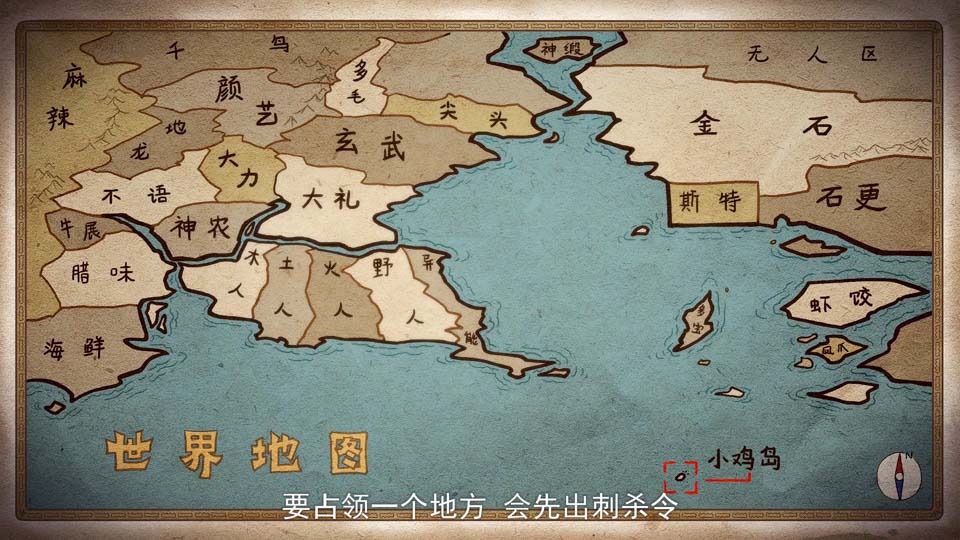 千鸟
神缎
无人区
麻辣
颜艺
多毛
尖头
金石
地龙
玄武
大力
不语
大礼
斯特
石更
牛展
神农
腊味
木人
土人
火人
野人
异能
虾饺
多出
凤爪
海鲜
世界地图
小鸡岛
N
要占领一个地方 会先出刺杀令